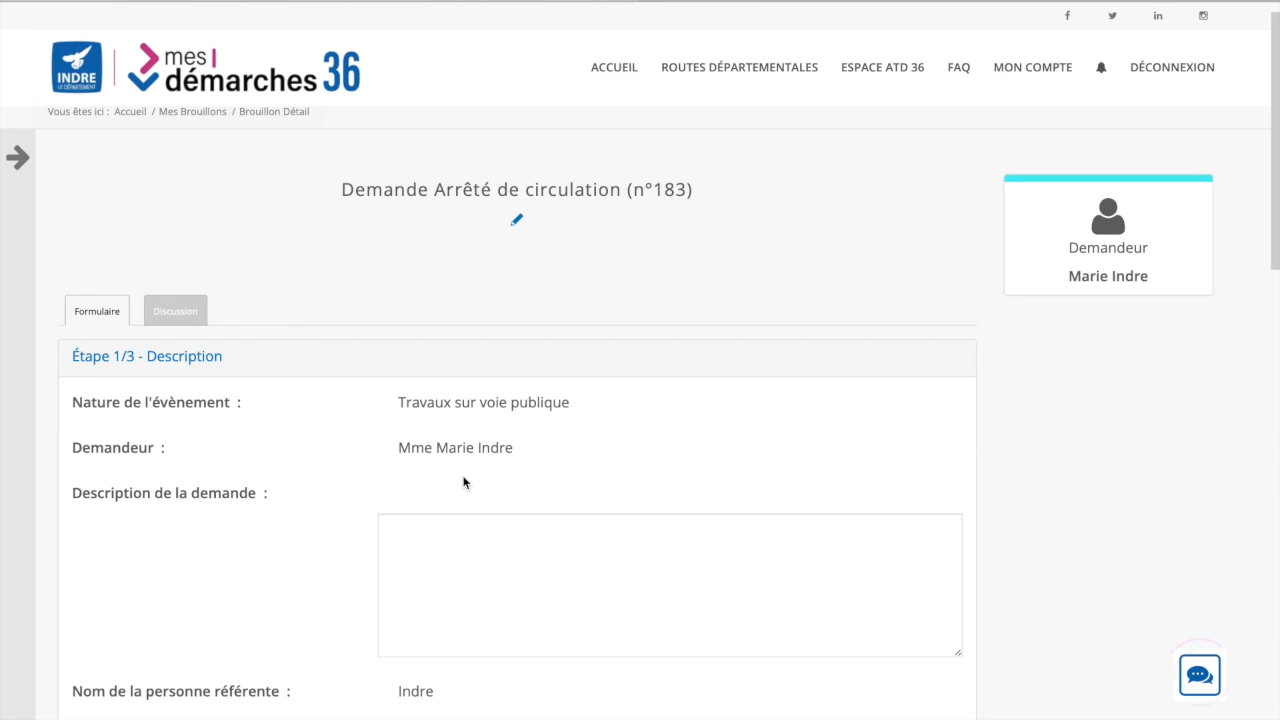 INDRE
LE DÉPARTEMENT
mes
démarches 36
ACCUEIL ROUTES DÉPARTEMENTALES ESPACE ATD 36 FAQ MON COMPTE DÉCONNEXION
Vous êtes ici : Accueil / Mes Brouillons / Brouillon Détail
Demande Arrêté de circulation (n°183)
Demandeur
Marie Indre
Formulaire Discussion
Étape 1/3 - Description
Nature de l'évènement : Travaux sur voie publique
Demandeur : Mme Marie Indre
Description de la demande :
Nom de la personne référente : Indre